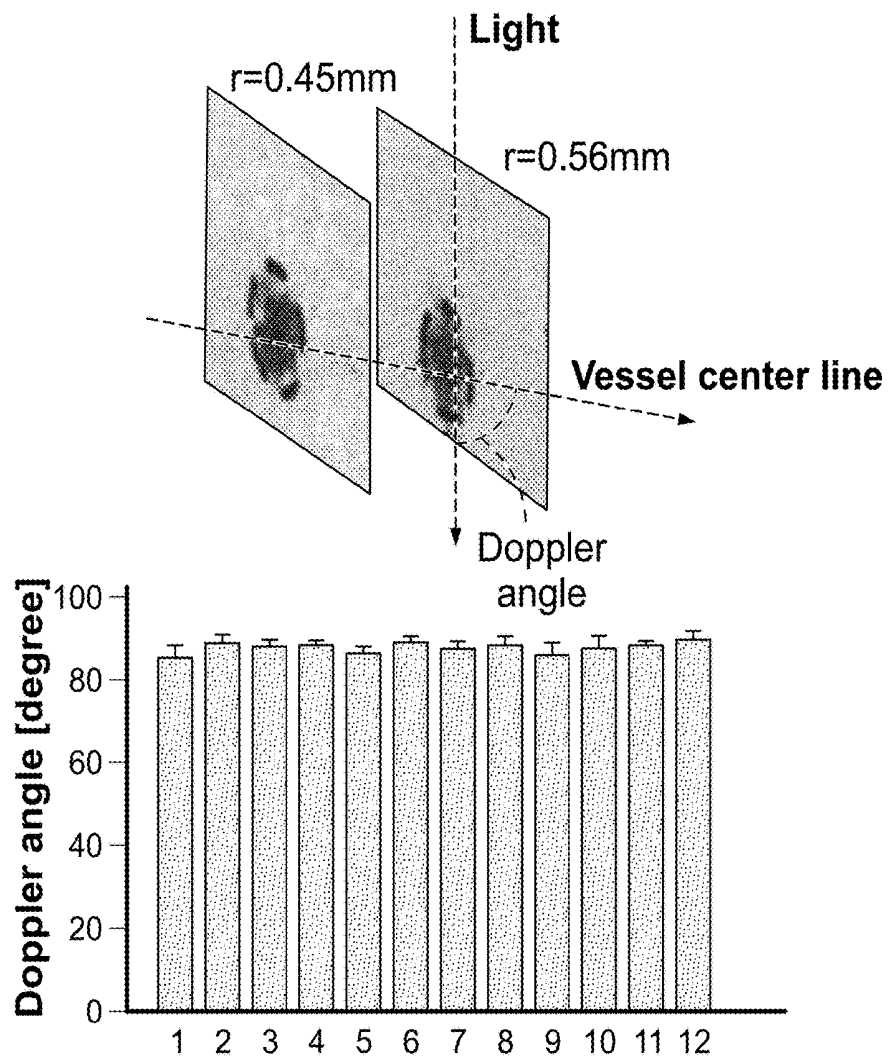 Light
r=0.45mm
r=0.56mm
Vessel center line
Doppler
angle
Doppler angle [degree]
100
80
60
40
20
0
1 2 3 4 5 6 7 8 9 10 11 12